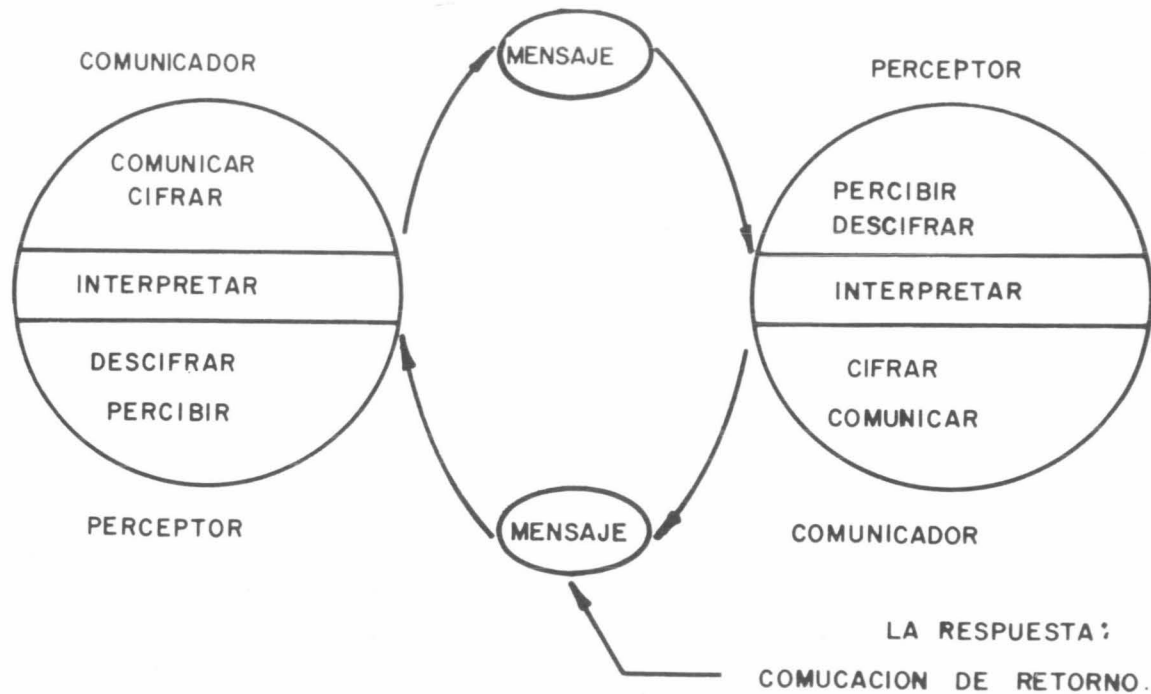 COMUNICADOR
COMUNICAR
CIFRAR
INTERPRETAR
DESCIFRAR
PERCIBIR
PERCEPTOR
MENSAJE
PERCEPTOR
PERCIBIR
DESCIFRAR
INTERPRETAR
CIFRAR
COMUNICAR
COMUNICADOR
MENSAJE
LA RESPUESTA:
COMUCACION DE RETORNO.